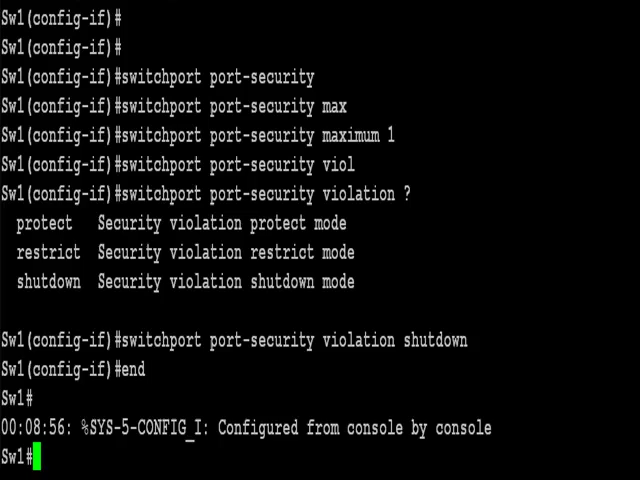 Sw1(config-if)#
Sw1(config-if)#
Sw1(config-if)#switchport port-security
Sw1(config-if)#switchport port-security max
Sw1(config-if)#switchport port-security maximum 1
Sw1(config-if)#switchport port-security viol
Sw1(config-if)#switchport port-security violation ?
protect Security violation protect mode
restrict Security violation restrict mode
shutdown Security violation shutdown mode
Sw1(config-if)#switchport port-security violation shutdown
Sw1(config-if)#end
Sw1#
00:08:56: %SYS-5-CONFIG_I: Configured from console by console
Sw1#